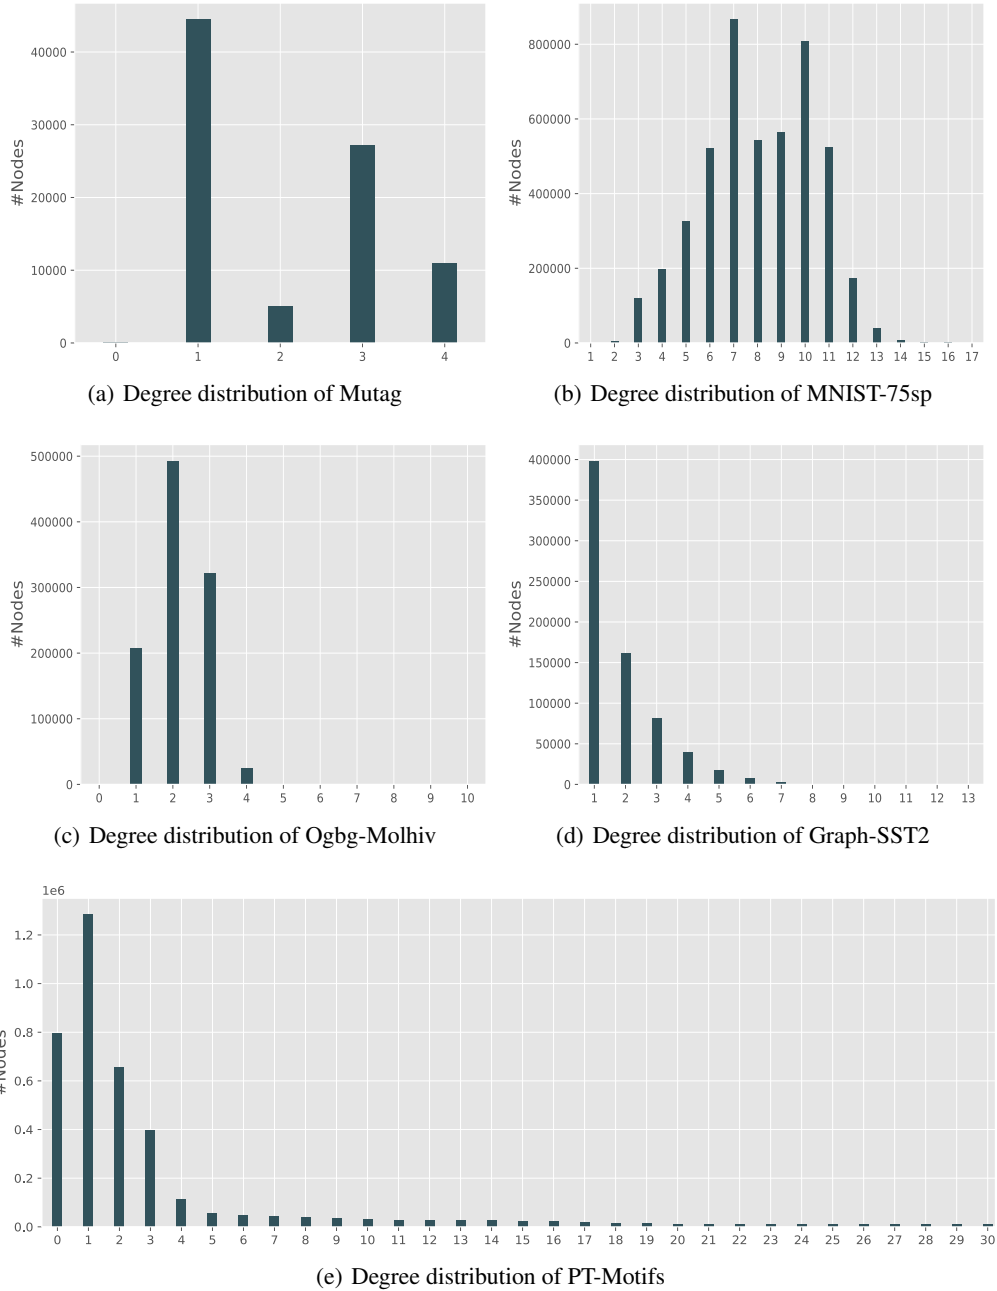 40000
30000
20000
10000
0
#Nodes
0 1 2 3 4
(a) Degree distribution of Mutag
800000
600000
400000
200000
0
#Nodes
1 2 3 4 5 6 7 8 9 10 11 12 13 14 15 16 17
(b) Degree distribution of MNIST-75sp
500000
400000
300000
200000
100000
0
#Nodes
0 1 2 3 4 5 6 7 8 9 10
(c) Degree distribution of Ogbg-Molhiv
400000
350000
300000
250000
200000
150000
100000
50000
0
#Nodes
1 2 3 4 5 6 7 8 9 10 11 12 13
(d) Degree distribution of Graph-SST2
1e6
1.2
1.0
0.8
0.6
0.4
0.2
0.0
#Nodes
0 1 2 3 4 5 6 7 8 9 10 11 12 13 14 15 16 17 18 19 20 21 22 23 24 25 26 27 28 29 30
(e) Degree distribution of PT-Motifs